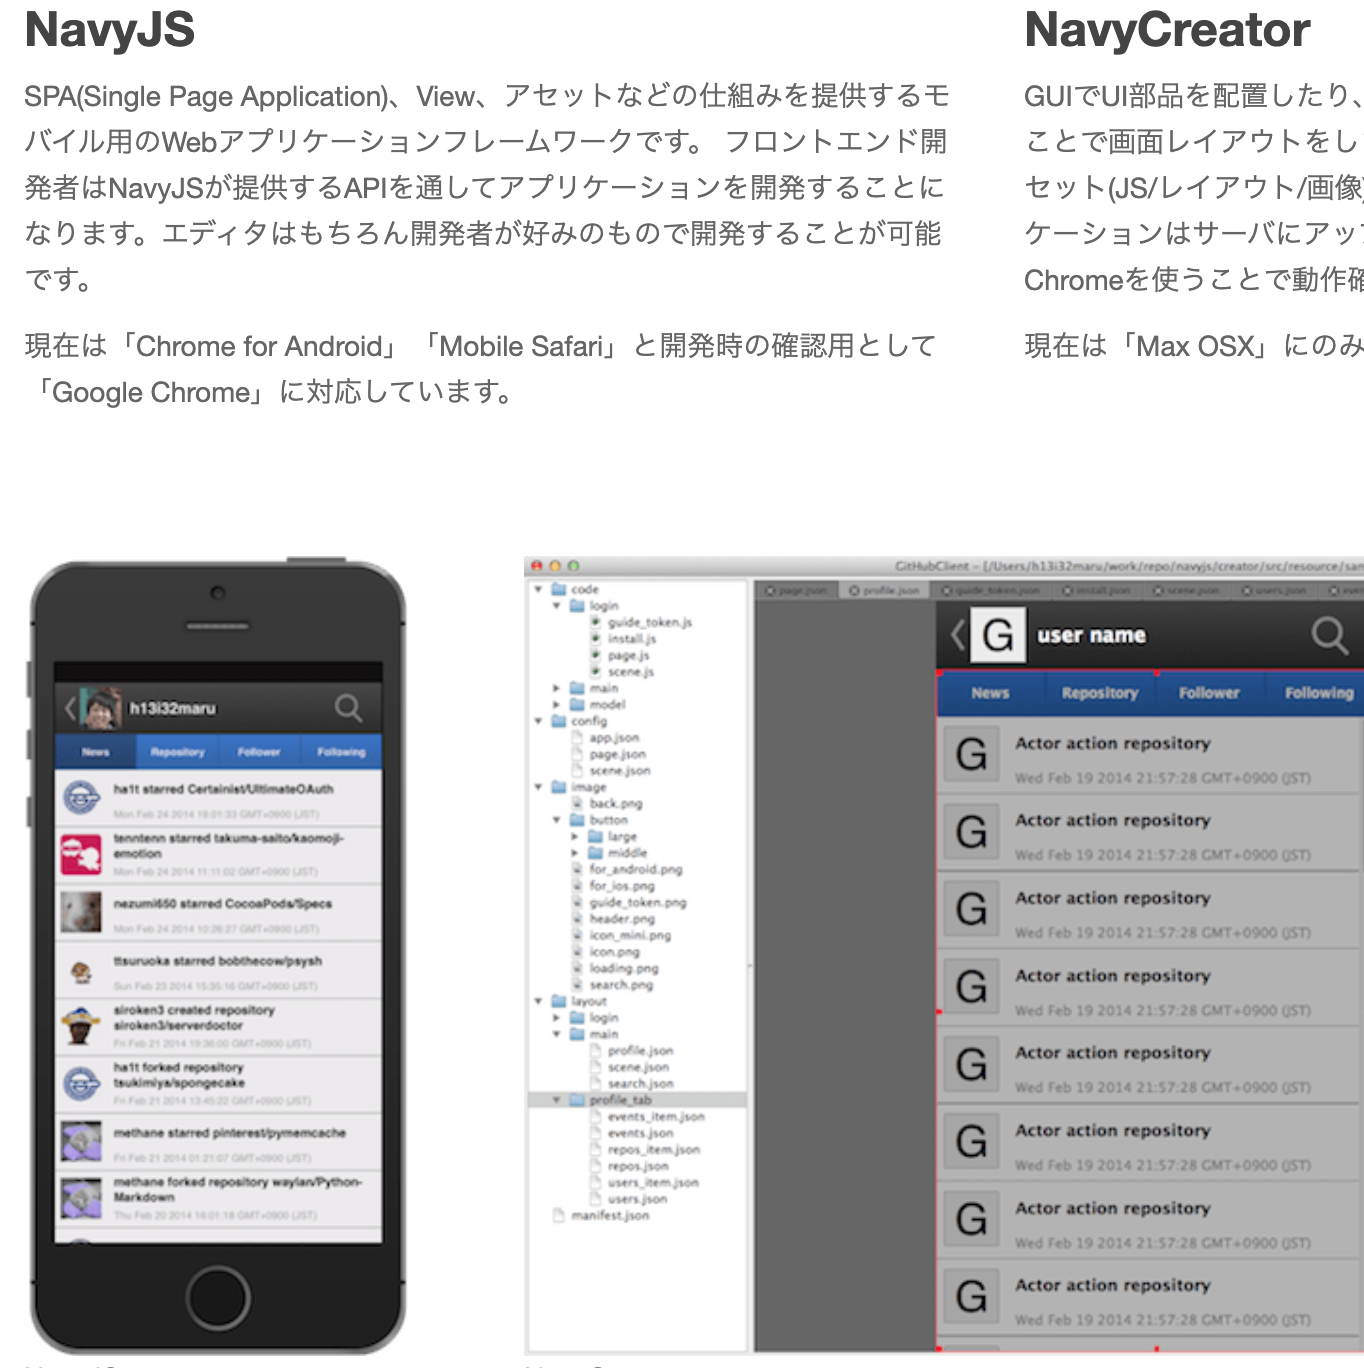 NavyJS
SPA(Single Page Application)、View、アセットなどの仕組みを提供するモ
バイル用のWebアプリケーションフレームワークです。 フロントエンド開
発者はNavyJSが提供するAPIを通してアプリケーションを開発することに
なります。エディタはもちろん開発者が好みのもので開発することが可能
です。
現在は「Chrome for Android」「Mobile Safari」と開発時の確認用として
「Google Chrome」に対応しています。
NavyCreator
GUIでUI部品を配置したり、
ことで画面レイアウトをし
セット(JS/レイアウト/画像)
ケーションはサーバにアップ
Chromeを使うことで動作確
現在は「Max OSX」にのみ
h13i32maru
News Repository Follower Following
ha1t starred Certainist/UltimateOAuth
Mon Feb 24 2014 19:01:33 GMT+0900 (JST)
tenntenn starred takuma-saito/kaomoji-
emotion
Mon Feb 24 2014 11:11:02 GMT+0900 (JST)
nezumi650 starred CocoaPods/Specs
Mon Feb 24 2014 10:26:27 GMT+0900 (JST)
ttsuruoka starred bobthecow/psysh
Sun Feb 23 2014 15:35:16 GMT+0900 (JST)
siroken3 created repository
siroken3/serverdoctor
Fri Feb 21 2014 19:36:00 GMT+0900 (JST)
ha1t forked repository
tsukimiya/spongecake
Fri Feb 21 2014 13:45:22 GMT+0900 (JST)
methane starred pinterest/pymemcache
Fri Feb 21 2014 01:21:07 GMT+0900 (JST)
methane forked repository waylan/Python-
Markdown
Thu Feb 20 2014 16:01:18 GMT+0900 (JST)
GitHubClient - [/Users/h13i32maru/work/repo/navyjs/creator/src/resource/sam
code
login
guide_token.js
install.js
page.js
scene.js
main
model
config
app.json
page.json
scene.json
image
back.png
button
large
middle
for_android.png
for_ios.png
guide_token.png
header.png
icon_mini.png
icon.png
loading.png
search.png
layout
login
main
profile.json
scene.json
search.json
profile_tab
events_item.json
events.json
repos_item.json
repos.json
users_item.json
users.json
manifest.json
page.json profile.json guide_token.json install.json scene.json users.json even
G user name
News Repository Follower Following
G Actor action repository
Wed Feb 19 2014 21:57:28 GMT+0900 (JST)
G Actor action repository
Wed Feb 19 2014 21:57:28 GMT+0900 (JST)
G Actor action repository
Wed Feb 19 2014 21:57:28 GMT+0900 (JST)
G Actor action repository
Wed Feb 19 2014 21:57:28 GMT+0900 (JST)
G Actor action repository
Wed Feb 19 2014 21:57:28 GMT+0900 (JST)
G Actor action repository
Wed Feb 19 2014 21:57:28 GMT+0900 (JST)
G Actor action repository
Wed Feb 19 2014 21:57:28 GMT+0900 (JST)
G Actor action repository
Wed Feb 19 2014 21:57:28 GMT+0900 (JST)